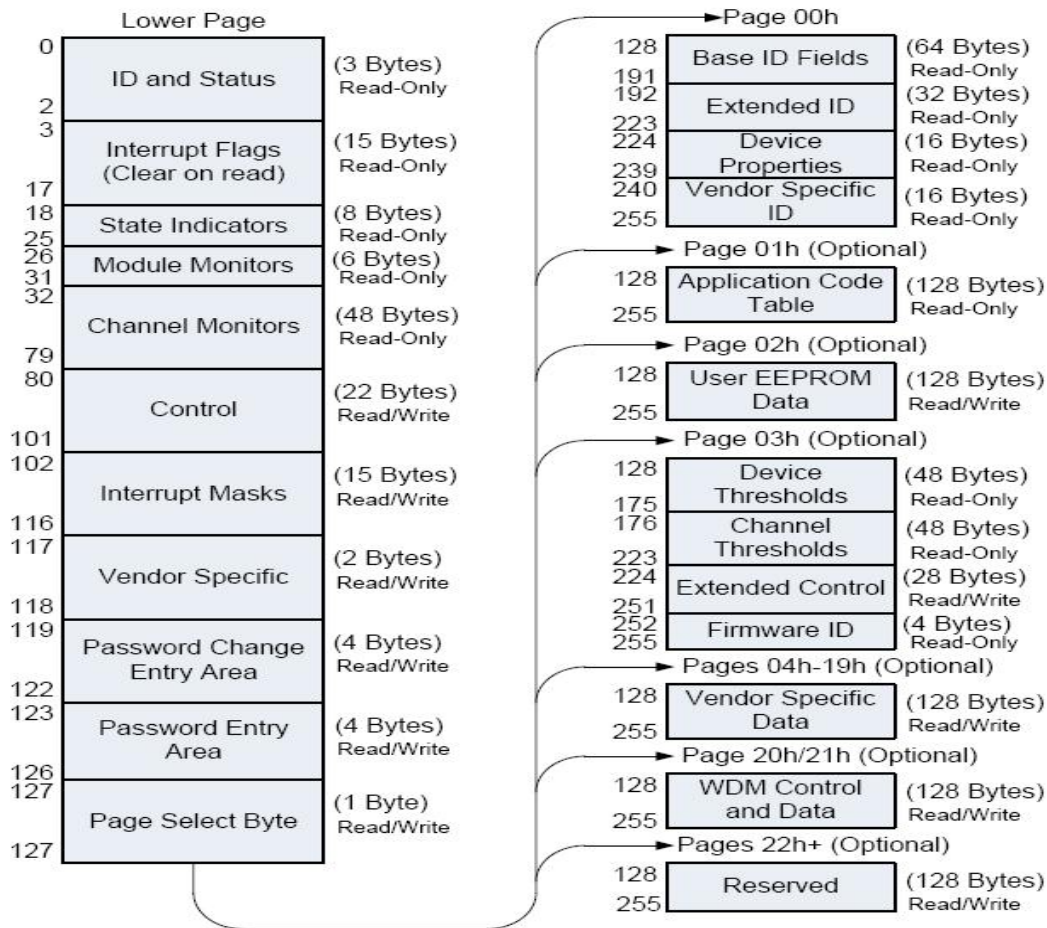 Lower Page
0
ID and Status
2
(3 Bytes)
Read-Only
3
Interrupt Flags
(Clear on read)
17
(15 Bytes)
Read-Only
18
State Indicators
25
(8 Bytes)
Read-Only
26
Module Monitors
31
(6 Bytes)
Read-Only
32
Channel Monitors
79
(48 Bytes)
Read-Only
80
Control
101
(22 Bytes)
Read/Write
102
Interrupt Masks
116
(15 Bytes)
Read/Write
117
Vendor Specific
118
(2 Bytes)
Read/Write
119
Password Change
Entry Area
122
(4 Bytes)
Read/Write
123
Password Entry
Area
126
(4 Bytes)
Read/Write
127
Page Select Byte
127
(1 Byte)
Read/Write
Page 00h
128
Base ID Fields
191
(64 Bytes)
Read-Only
192
Extended ID
223
(32 Bytes)
Read-Only
224
Device
Properties
239
(16 Bytes)
Read-Only
240
Vendor Specific
ID
255
(16 Bytes)
Read-Only
Page 01h (Optional)
128
Application Code
Table
255
(128 Bytes)
Read-Only
Page 02h (Optional)
128
User EEPROM
Data
255
(128 Bytes)
Read/Write
Page 03h (Optional)
128
Device
Thresholds
175
(48 Bytes)
Read-Only
176
Channel
Thresholds
223
(48 Bytes)
Read-Only
224
Extended Control
251
(28 Bytes)
Read/Write
252
Firmware ID
255
(4 Bytes)
Read-Only
Pages 04h-19h (Optional)
128
Vendor Specific
Data
255
(128 Bytes)
Read/Write
Page 20h/21h (Optional)
128
WDM Control
and Data
255
(128 Bytes)
Read/Write
Pages 22h+ (Optional)
128
Reserved
255
(128 Bytes)
Read/Write